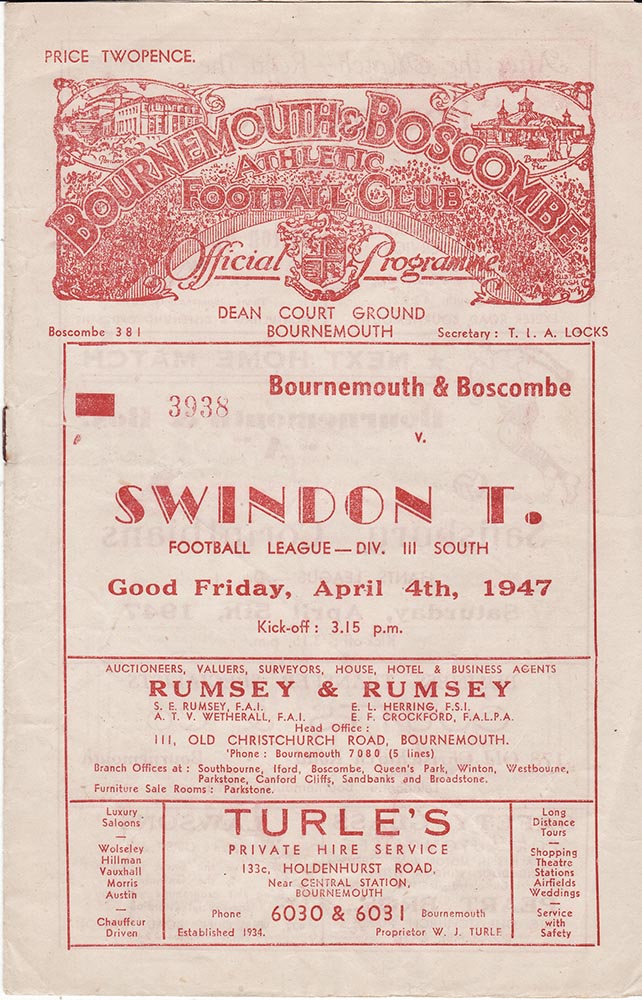 PRICE TWOPENCE.
BOURNEMOUTH & BOSCOMBE
ATHLETIC
FOOTBALL CLUB
Official Programme
DEAN COURT GROUND
BOURNEMOUTH
Boscombe 381
Secretary : T. L. A. LOCKS
Bournemouth & Boscombe
3938
v.
SWINDON T.
FOOTBALL LEAGUE — DIV. III SOUTH
Good Friday, April 4th, 1947
Kick-off : 3.15 p.m.
AUCTIONEERS, VALUERS, SURVEYORS, HOUSE, HOTEL & BUSINESS AGENTS
RUMSEY & RUMSEY
S. E. RUMSEY, F.A.I. E. L. HERRING, F.S.I.
A. T. V. WETHERALL, F.A.I. E. F. CROCKFORD, F.A.L.P.A.
Head Office :
111, OLD CHRISTCHURCH ROAD, BOURNEMOUTH.
'Phone : Bournemouth 7080 (5 lines)
Branch Offices at : Southbourne, Iford, Boscombe, Queen's Park, Winton, Westbourne,
Parkstone, Canford Cliffs, Sandbanks and Broadstone.
Furniture Sale Rooms : Parkstone.
Luxury
Saloons
—
Wolseley
Hillman
Vauxhall
Morris
Austin
—
Chauffeur
Driven
TURLE'S
PRIVATE HIRE SERVICE
133c, HOLDENHURST ROAD,
Near CENTRAL STATION,
BOURNEMOUTH
Phone 6030 & 6031 Bournemouth
Established 1934. Proprietor W. J. TURLE
Long
Distance
Tours
—
Shopping
Theatre
Stations
Airfields
Weddings
—
Service
with
Safety